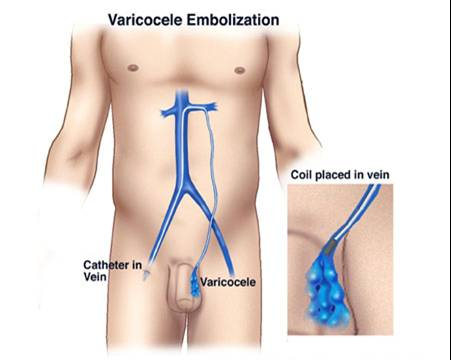 Varicocele Embolization
Coil placed in vein
Catheter in
Vein
Varicocele